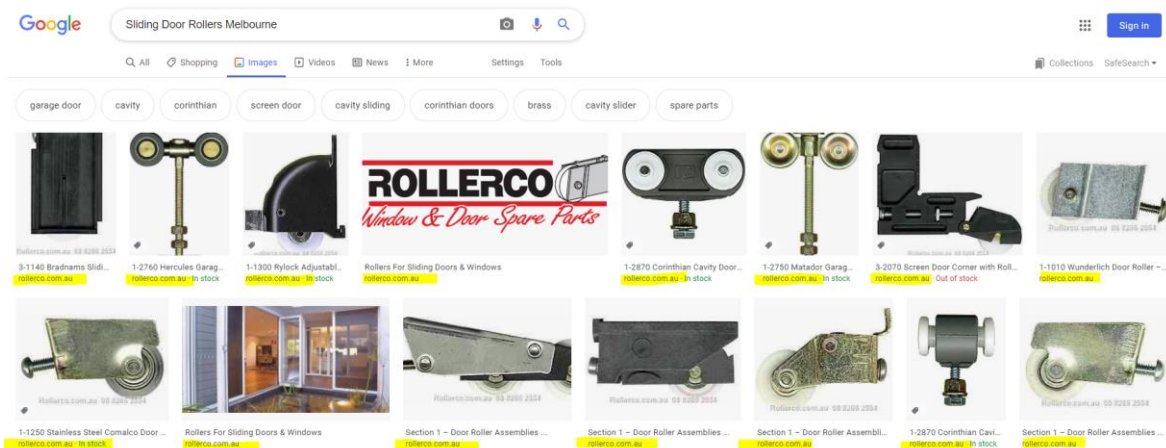 Google
Sliding Door Rollers Melbourne
Sign in
All Shopping Images Videos News More Settings Tools
Collections SafeSearch
garage door cavity corinthian screen door cavity sliding corinthian doors brass cavity slider spare parts
ROLLERCO
Window & Door Spare Parts
Rollerco.com.au 08 8266 2554
3-1140 Bradnams Slidi...
rollerco.com.au
1-2760 Hercules Garag...
rollerco.com.au · In stock
1-1300 Rylock Adjustabl...
rollerco.com.au · In stock
Rollers For Sliding Doors & Windows
rollerco.com.au
1-2870 Corinthian Cavity Door...
rollerco.com.au · In stock
1-2750 Matador Garag...
rollerco.com.au · In stock
3-2070 Screen Door Corner with Roll...
rollerco.com.au · Out of stock
1-1010 Wunderlich Door Roller – ...
rollerco.com.au
1-1250 Stainless Steel Comalco Door ...
rollerco.com.au · In stock
Rollers For Sliding Doors & Windows
rollerco.com.au
Section 1 – Door Roller Assemblies ...
rollerco.com.au
Section 1 – Door Roller Assemblies ...
rollerco.com.au
Section 1 – Door Roller Assembli...
rollerco.com.au
1-2870 Corinthian Cavi...
rollerco.com.au · In stock
Section 1 – Door Roller Assemblies ...
rollerco.com.au